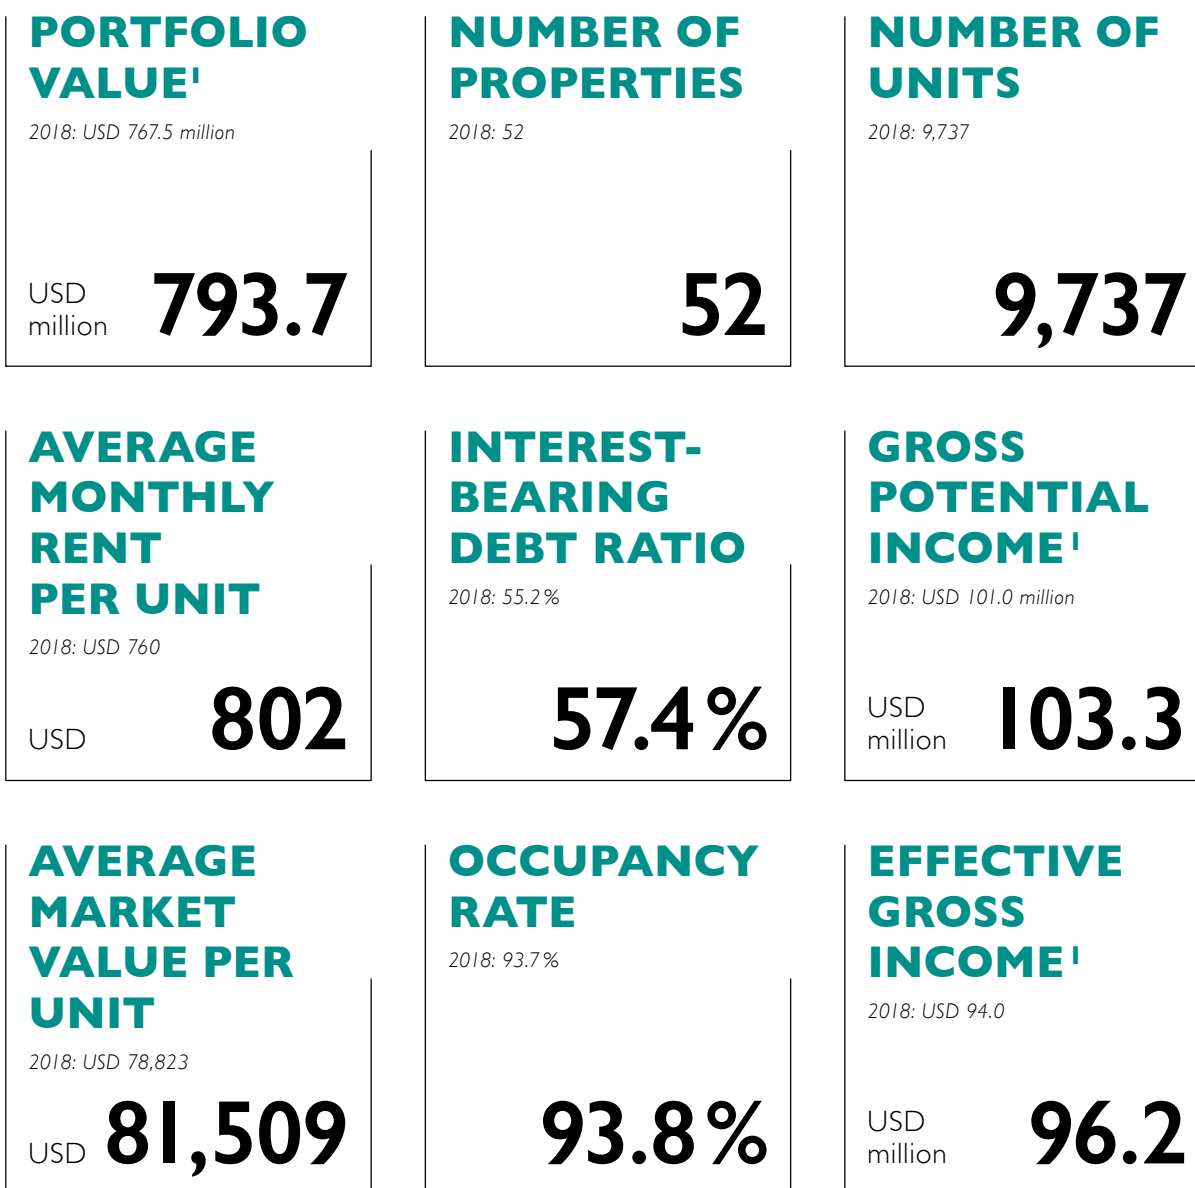 PORTFOLIO
VALUE¹
2018: USD 767.5 million
USD
million
793.7
NUMBER OF
PROPERTIES
2018: 52
52
NUMBER OF
UNITS
2018: 9,737
9,737
AVERAGE
MONTHLY
RENT
PER UNIT
2018: USD 760
USD 802
INTEREST-
BEARING
DEBT RATIO
2018: 55.2%
57.4%
GROSS
POTENTIAL
INCOME¹
2018: USD 101.0 million
USD
million
103.3
AVERAGE
MARKET
VALUE PER
UNIT
2018: USD 78,823
USD 81,509
OCCUPANCY
RATE
2018: 93.7%
93.8%
EFFECTIVE
GROSS
INCOME¹
2018: USD 94.0
USD
million
96.2